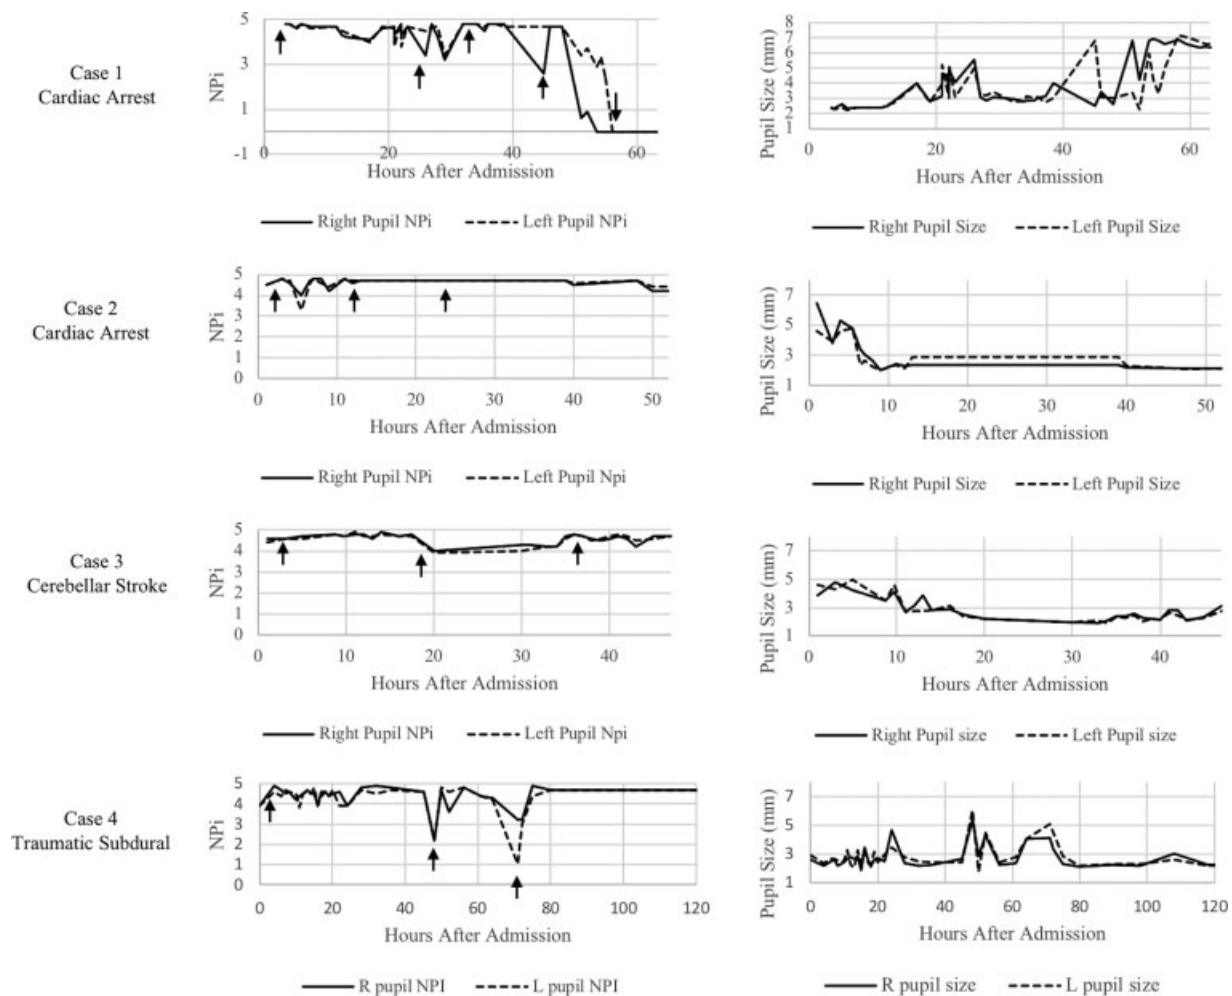 Case 1
Cardiac Arrest
NPi
5
3
1
-1
0
20
40
60
Hours After Admission
Right Pupil NPi
Left Pupil NPi
Pupil Size (mm)
8
7
6
5
4
3
2
1
0
20
40
60
Hours After Admission
Right Pupil Size
Left Pupil Size
Case 2
Cardiac Arrest
NPi
5
4
3
2
1
0
0
10
20
30
40
50
Hours After Admission
Right Pupil NPi
Left Pupil Npi
Pupil Size (mm)
7
5
3
1
0
10
20
30
40
50
Hours After Admission
Right Pupil Size
Left Pupil Size
Case 3
Cerebellar Stroke
NPi
5
4
3
2
1
0
0
10
20
30
40
Hours After Admission
Right Pupil NPi
Left Pupil Npi
Pupil Size (mm)
7
5
3
1
0
10
20
30
40
Hours After Admission
Right Pupil size
Left Pupil size
Case 4
Traumatic Subdural
NPi
5
4
3
2
1
0
0
20
40
60
80
100
120
Hours After Admission
R pupil NPI
L pupil NPI
Pupil Size (mm)
7
5
3
1
0
20
40
60
80
100
120
Hours After Admission
R pupil size
L pupil size